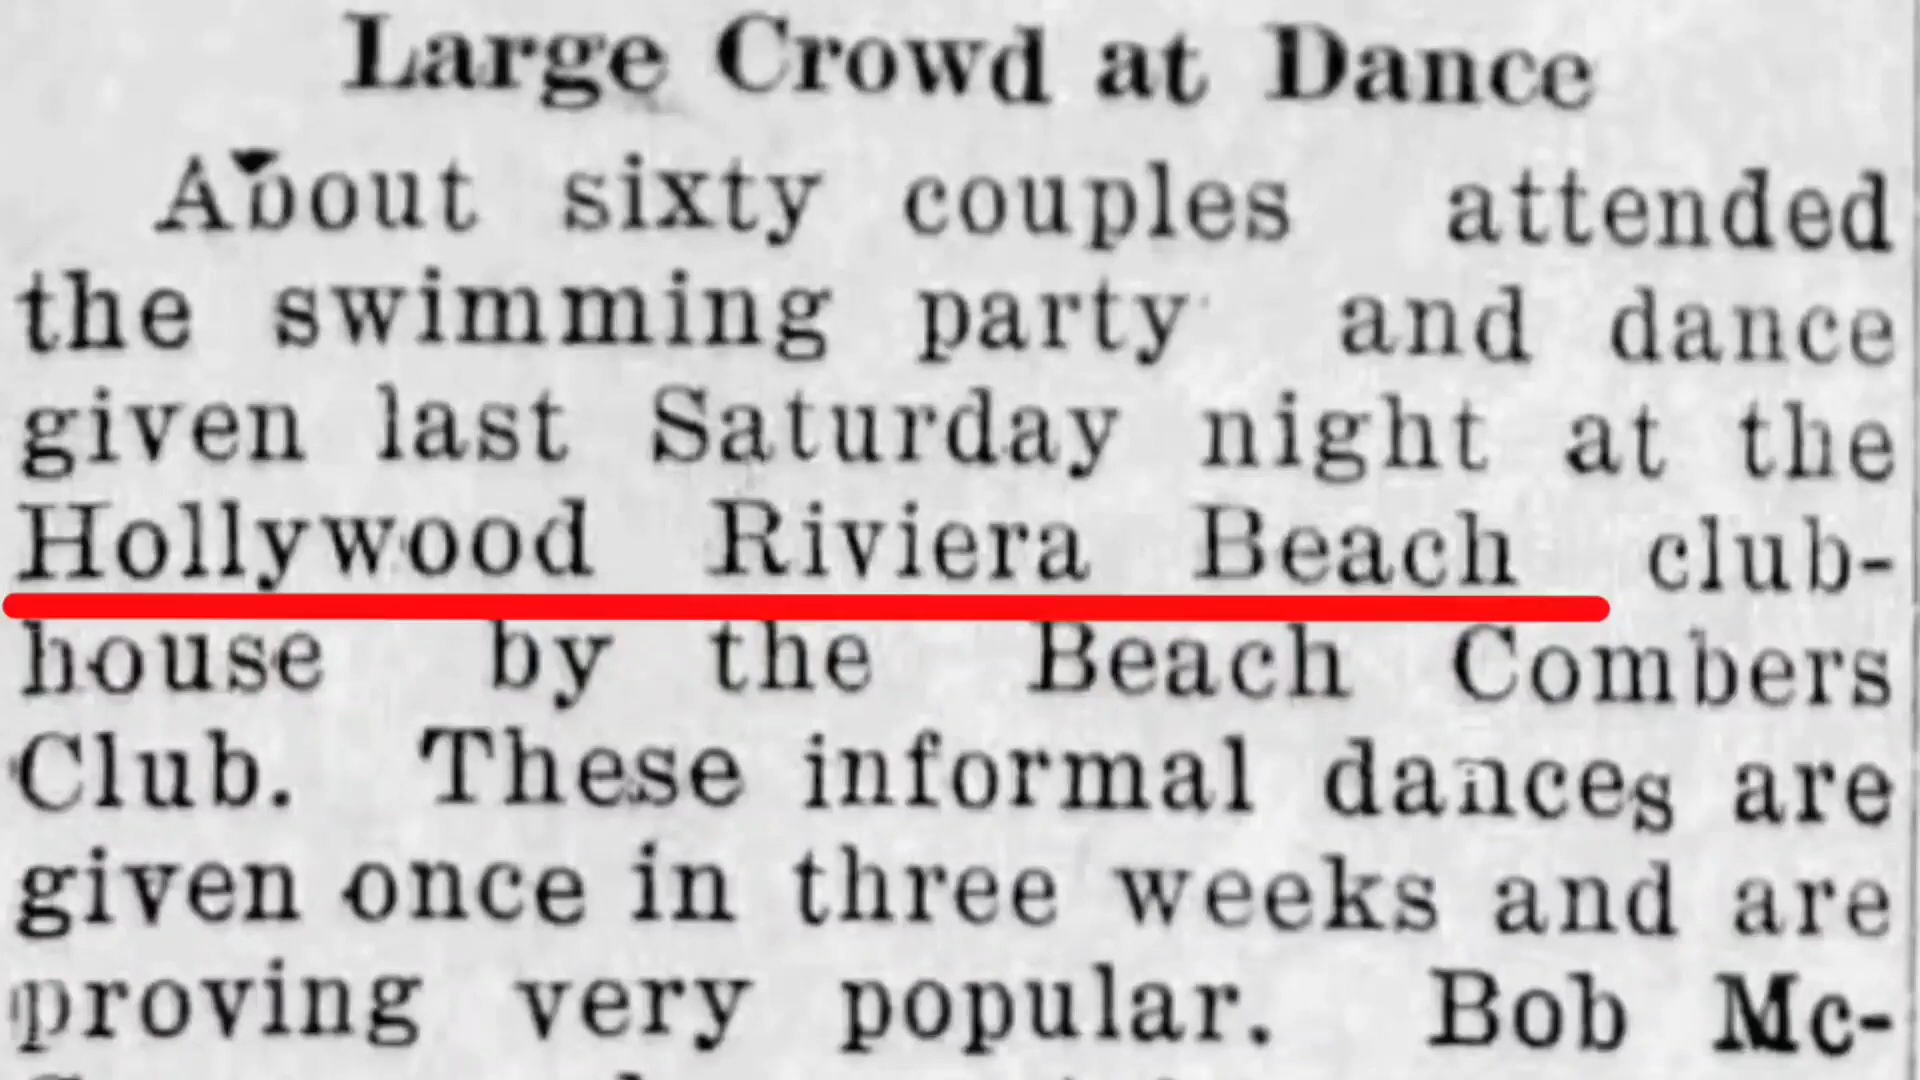 Large Crowd at Dance
About sixty couples attended
the swimming party and dance
given last Saturday night at the
Hollywood Riviera Beach club-
house by the Beach Combers
Club. These informal dances are
given once in three weeks and are
proving very popular. Bob Mc-